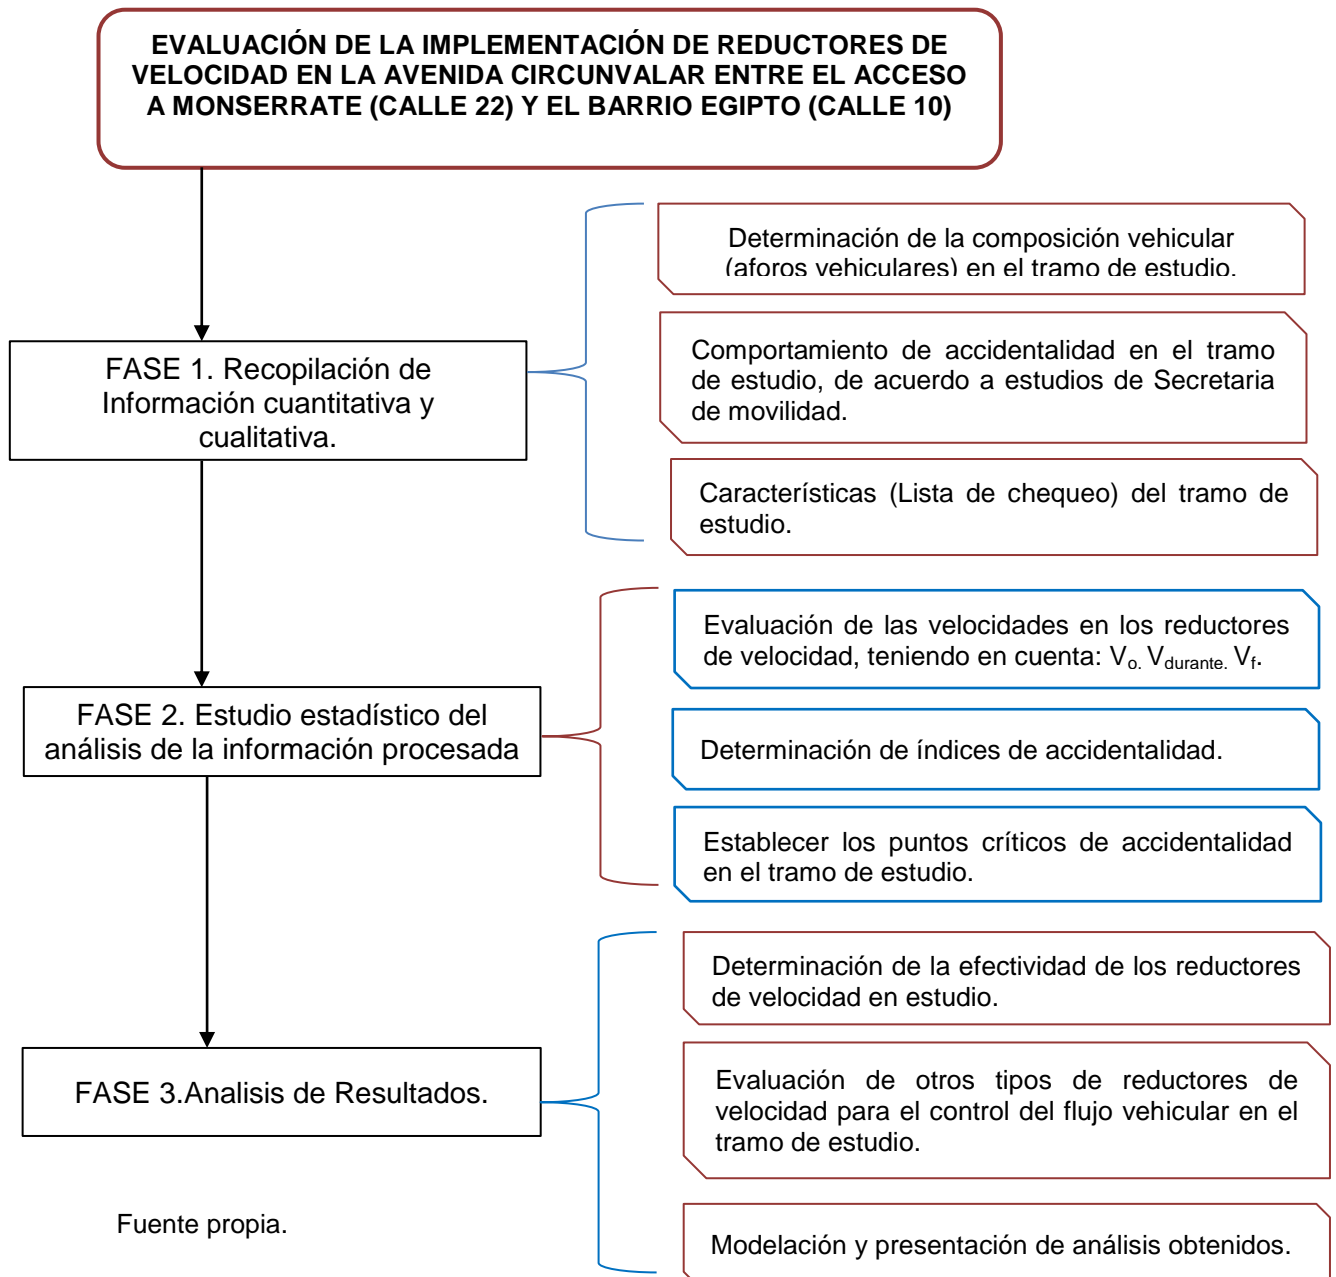 EVALUACIÓN DE LA IMPLEMENTACIÓN DE REDUCTORES DE
VELOCIDAD EN LA AVENIDA CIRCUNVALAR ENTRE EL ACCESO
A MONSERRATE (CALLE 22) Y EL BARRIO EGIPTO (CALLE 10)
FASE 1. Recopilación de
Información cuantitativa y
cualitativa.
Determinación de la composición vehicular
(aforos vehiculares) en el tramo de estudio.
Comportamiento de accidentalidad en el tramo
de estudio, de acuerdo a estudios de Secretaria
de movilidad.
Características (Lista de chequeo) del tramo de
estudio.
FASE 2. Estudio estadístico del
análisis de la información procesada
Evaluación de las velocidades en los reductores
de velocidad, teniendo en cuenta: Vo. Vdurante. Vf.
Determinación de índices de accidentalidad.
Establecer los puntos críticos de accidentalidad
en el tramo de estudio.
FASE 3.Analisis de Resultados.
Determinación de la efectividad de los reductores
de velocidad en estudio.
Evaluación de otros tipos de reductores de
velocidad para el control del flujo vehicular en el
tramo de estudio.
Modelación y presentación de análisis obtenidos.
Fuente propia.